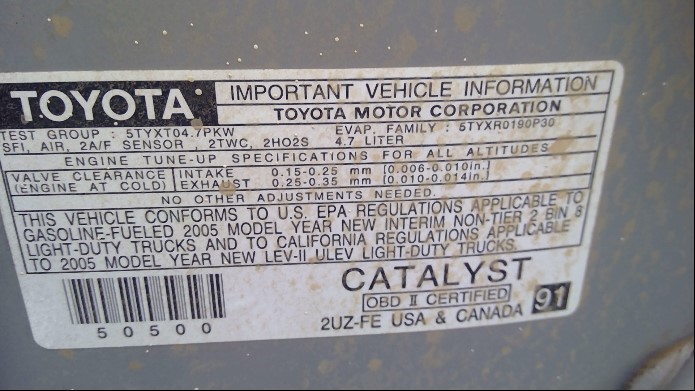 TOYOTA
IMPORTANT VEHICLE INFORMATION
TOYOTA MOTOR CORPORATION
TEST GROUP : 5TYXT04.7PKW EVAP. FAMILY : 5TYXR0190P30
SFI, AIR, 2A/F SENSOR , 2TWC, 2HO2S 4.7 LITER
ENGINE TUNE-UP SPECIFICATIONS FOR ALL ALTITUDES
VALVE CLEARANCE INTAKE 0.15-0.25 mm [0.006-0.010in.]
(ENGINE AT COLD) EXHAUST 0.25-0.35 mm [0.010-0.014in.]
NO OTHER ADJUSTMENTS NEEDED.
THIS VEHICLE CONFORMS TO U.S. EPA REGULATIONS APPLICABLE TO
GASOLINE-FUELED 2005 MODEL YEAR NEW INTERIM NON-TIER 2 BIN 8
LIGHT-DUTY TRUCKS AND TO CALIFORNIA REGULATIONS APPLICABLE
TO 2005 MODEL YEAR NEW LEV-II ULEV LIGHT-DUTY TRUCKS.
CATALYST
OBD II CERTIFIED 91
50500
2UZ-FE USA & CANADA